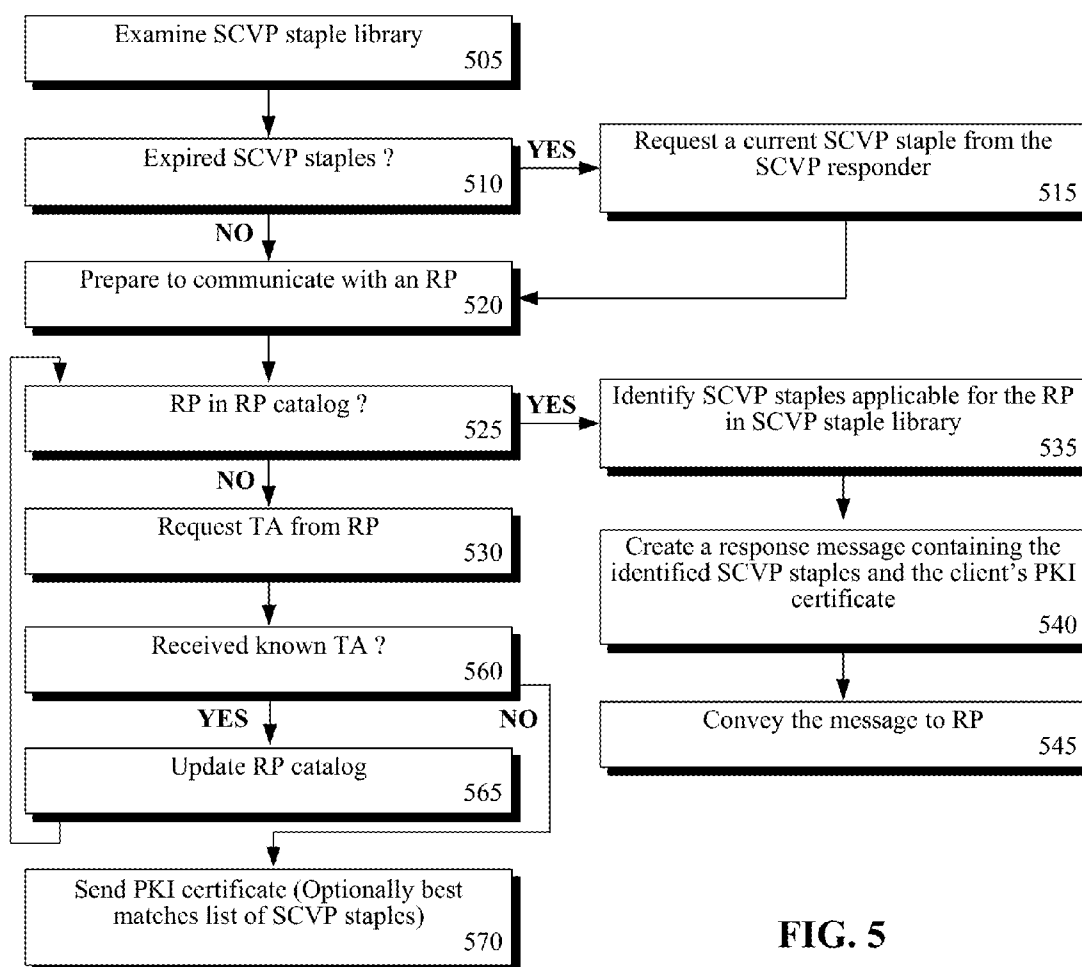 Examine SCVP staple library
505
Expired SCVP staples ?
510
YES
Request a current SCVP staple from the
SCVP responder
515
NO
Prepare to communicate with an RP
520
RP in RP catalog ?
525
YES
Identify SCVP staples applicable for the RP
in SCVP staple library
535
NO
Request TA from RP
530
Create a response message containing the
identified SCVP staples and the client's PKI
certificate
540
Received known TA ?
560
YES
NO
Convey the message to RP
545
Update RP catalog
565
Send PKI certificate (Optionally best
matches list of SCVP staples)
570
FIG. 5